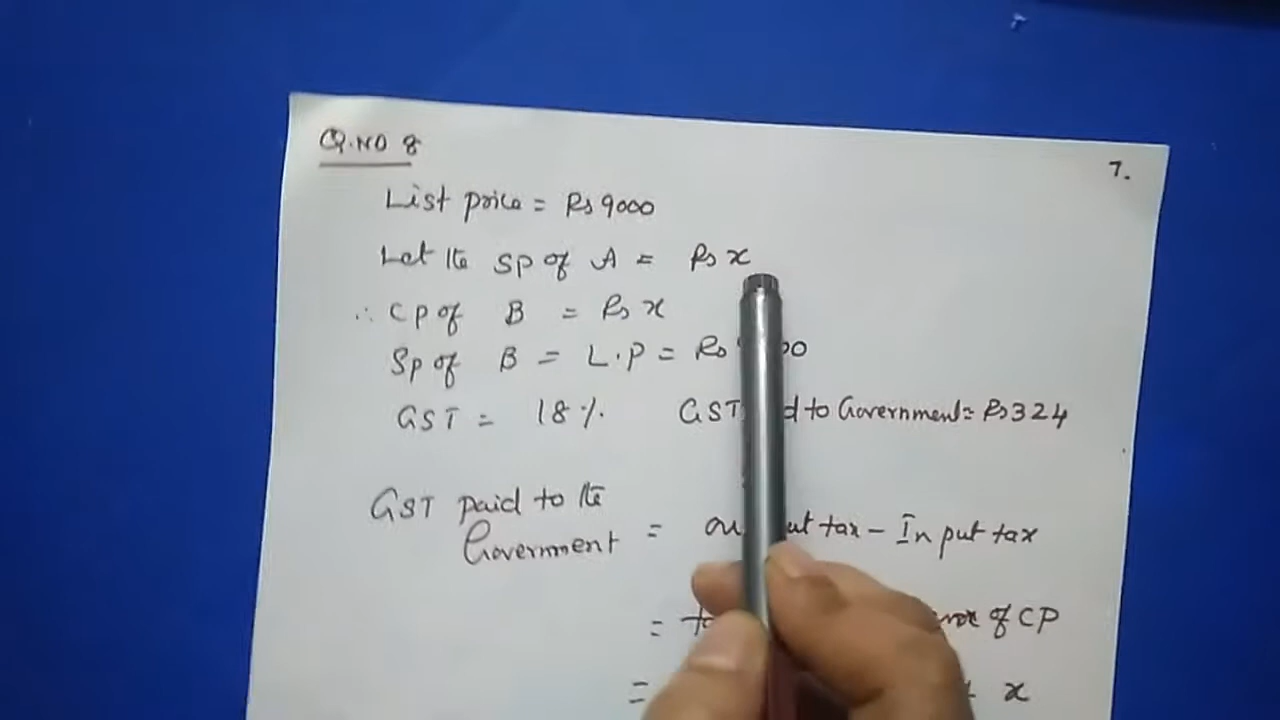 Q.NO 8
7.
List price = Rs 9000
Let the SP of A = Rs x
∴ CP of B = Rs x
SP of B = L.P = Rs
GST = 18% GST to Government = Rs 324
GST paid to the
Government = tax - Input tax
= of CP
= x